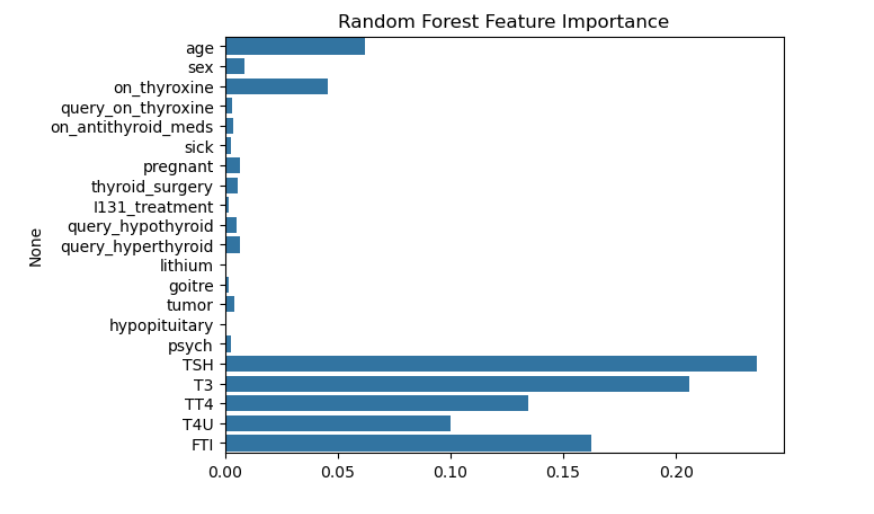 Random Forest Feature Importance
None
age
sex
on_thyroxine
query_on_thyroxine
on_antithyroid_meds
sick
pregnant
thyroid_surgery
I131_treatment
query_hypothyroid
query_hyperthyroid
lithium
goitre
tumor
hypopituitary
psych
TSH
T3
TT4
T4U
FTI
0.00 0.05 0.10 0.15 0.20